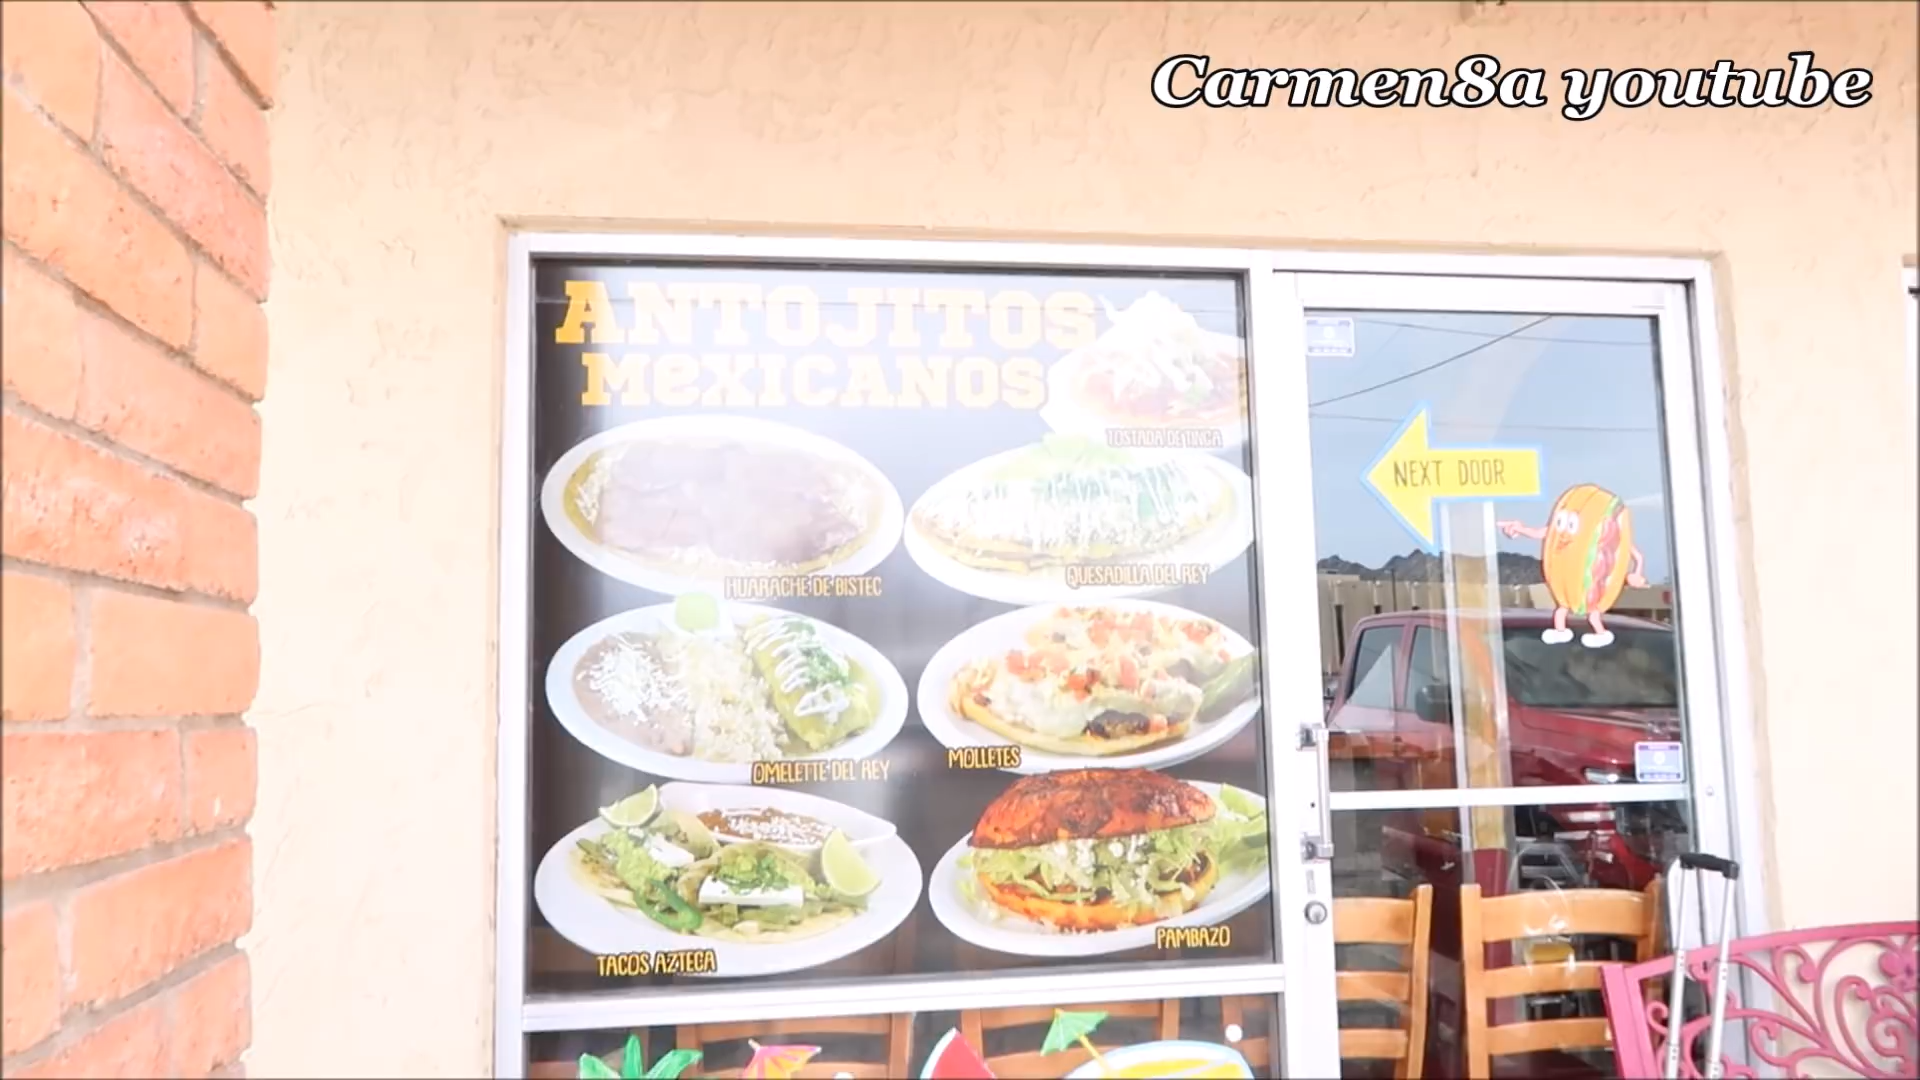 Carmen8a youtube
ANTOJITOS
MeXICANOS
TOSTADA DE TINGA
HUARACHE DE BISTEC
QUESADILLA DEL REY
OMELETTE DEL REY
MOLLETES
TACOS AZTECA
PAMBAZO
NEXT DOOR